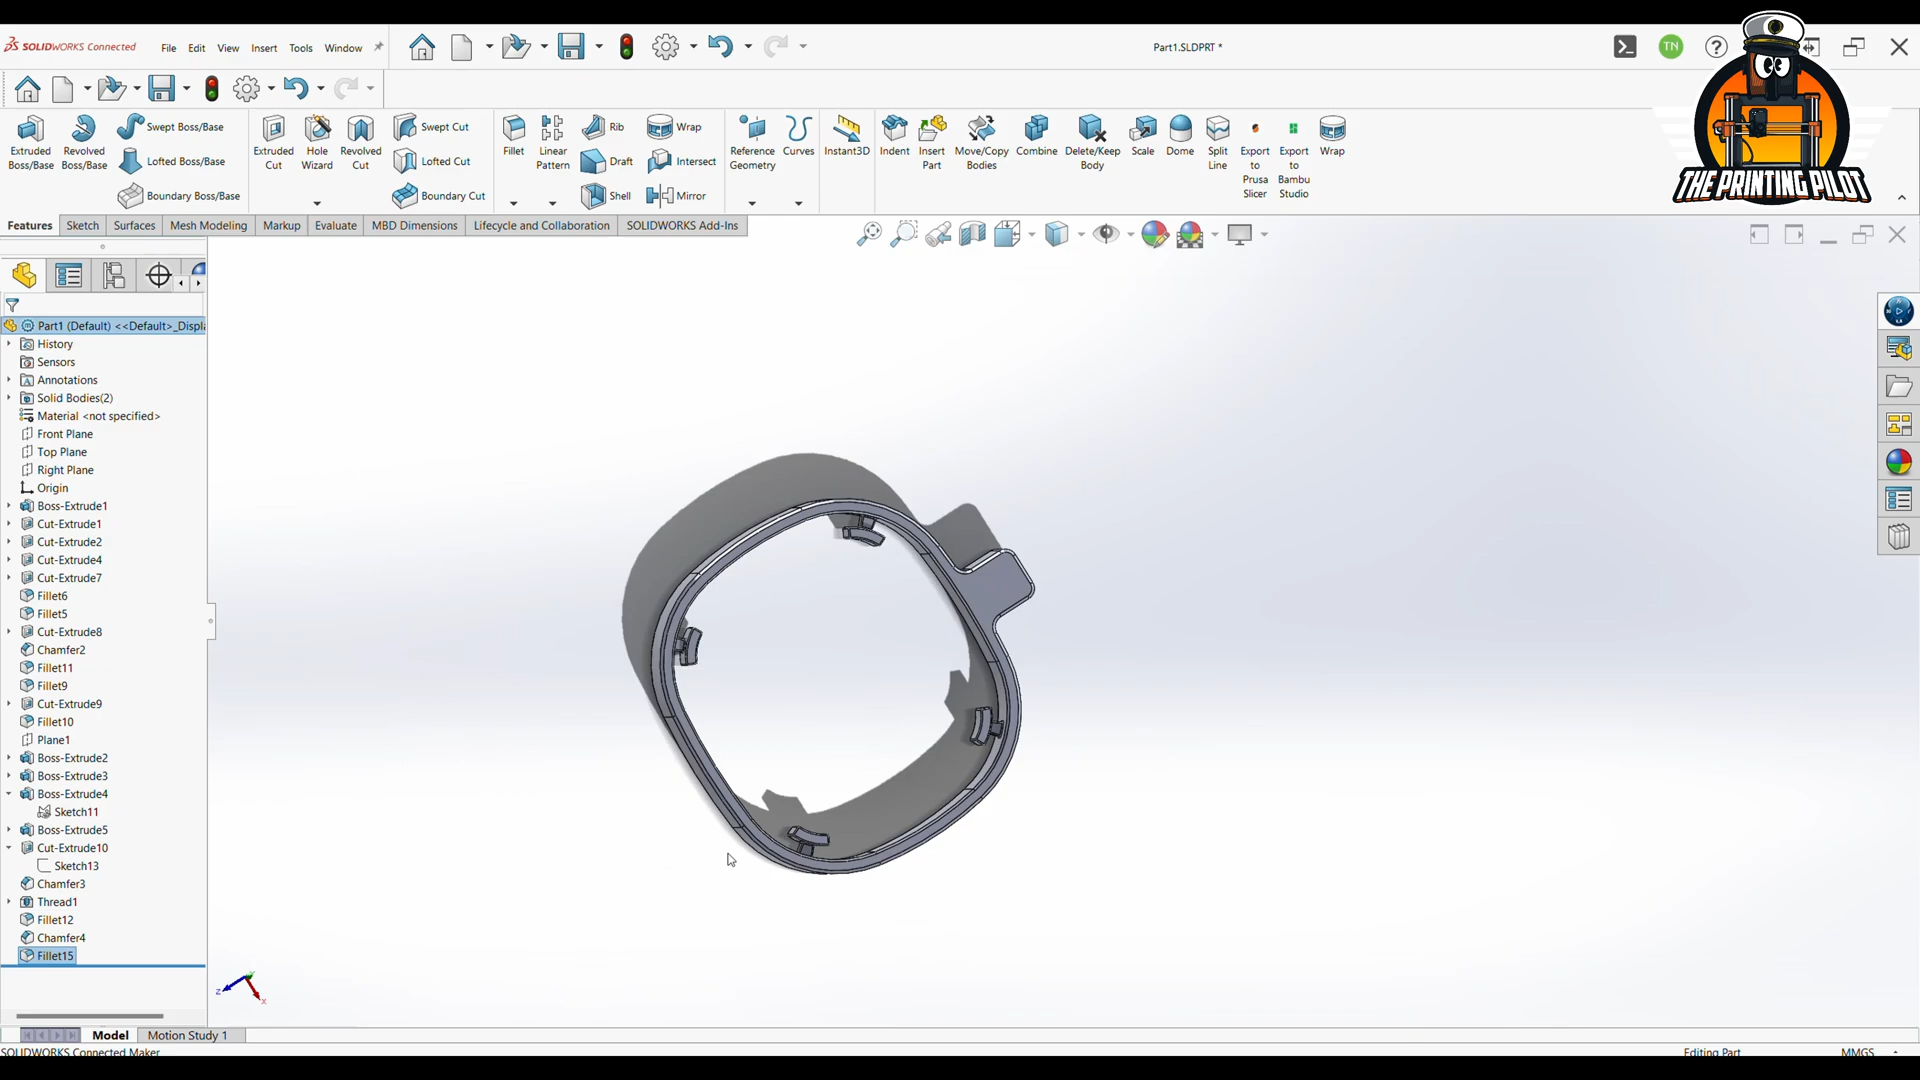 SOLIDWORKS Connected File Edit View Insert Tools Window Part1.SLDPRT * TN
Extruded Boss/Base
Revolved Boss/Base
Swept Boss/Base
Lofted Boss/Base
Boundary Boss/Base
Extruded Cut
Hole Wizard
Revolved Cut
Swept Cut
Lofted Cut
Boundary Cut
Fillet
Linear Pattern
Rib
Draft
Shell
Wrap
Intersect
Mirror
Reference Geometry
Curves
Instant3D
Indent
Insert Part
Move/Copy Bodies
Combine
Delete/Keep Body
Scale
Dome
Split Line
Export to Prusa Slicer
Export to Bambu Studio
Wrap
THE PRINTING PILOT
Features Sketch Surfaces Mesh Modeling Markup Evaluate MBD Dimensions Lifecycle and Collaboration SOLIDWORKS Add-Ins
Part1 (Default) <<Default>_Displa
History
Sensors
Annotations
Solid Bodies(2)
Material <not specified>
Front Plane
Top Plane
Right Plane
Origin
Boss-Extrude1
Cut-Extrude1
Cut-Extrude2
Cut-Extrude4
Cut-Extrude7
Fillet6
Fillet5
Cut-Extrude8
Chamfer2
Fillet11
Fillet9
Cut-Extrude9
Fillet10
Plane1
Boss-Extrude2
Boss-Extrude3
Boss-Extrude4
Sketch11
Boss-Extrude5
Cut-Extrude10
Sketch13
Chamfer3
Thread1
Fillet12
Chamfer4
Fillet15
Model Motion Study 1
SOLIDWORKS Connected Maker Editing Part MMGS